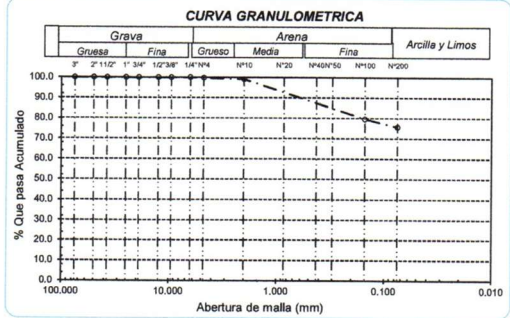 CURVA GRANULOMETRICA
Grava Arena Arcilla y Limos
Gruesa Fina Grueso Media Fina
3" 2" 1 1/2" 1" 3/4" 1/2" 3/8" 1/4" Nº4 Nº10 Nº20 Nº40 Nº50 Nº100 Nº200
100.0
90.0
80.0
70.0
60.0
50.0
40.0
30.0
20.0
10.0
0.0
% Que pasa Acumulado
100.000 10.000 1.000 0.100 0.010
Abertura de malla (mm)